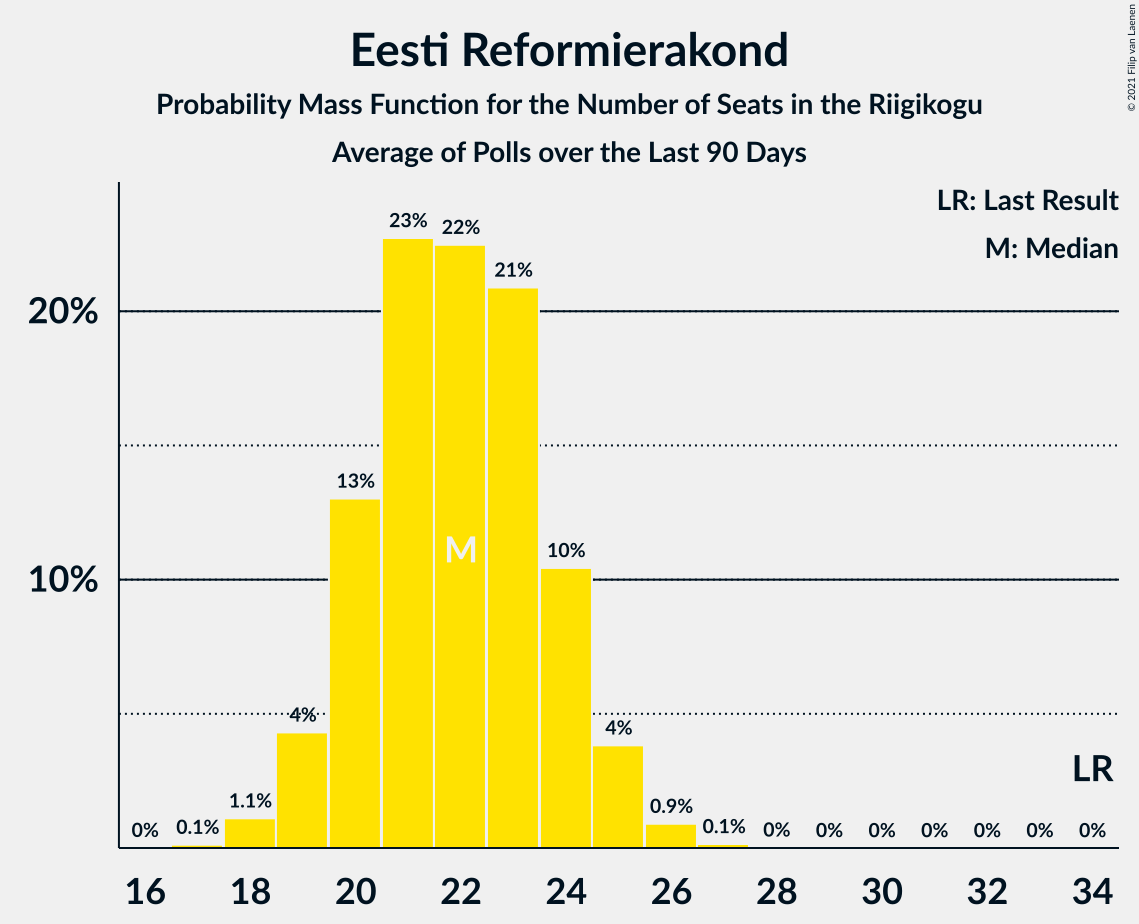 Eesti Reformierakond
Probability Mass Function for the Number of Seats in the Riigikogu
Average of Polls over the Last 90 Days
© 2021 Filip van Laenen
LR: Last Result
M: Median
23%
22%
21%
20%
13%
M
10%
10%
4%
4%
LR
1.1%
0.9%
0% 0.1% 0.1% 0% 0% 0% 0% 0% 0% 0%
16 18 20 22 24 26 28 30 32 34